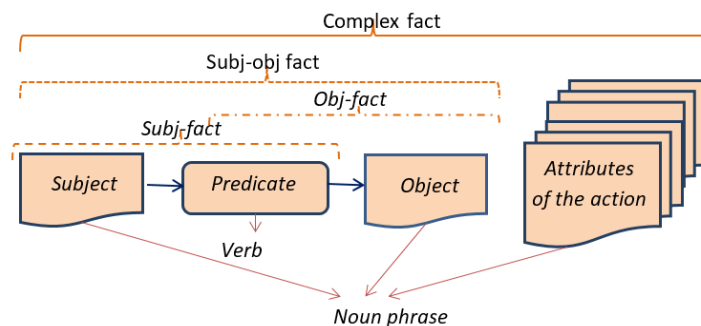 Complex fact
Subj-obj fact
Obj-fact
Subj-fact
Subject
Predicate
Object
Attributes
of the action
Verb
Noun phrase